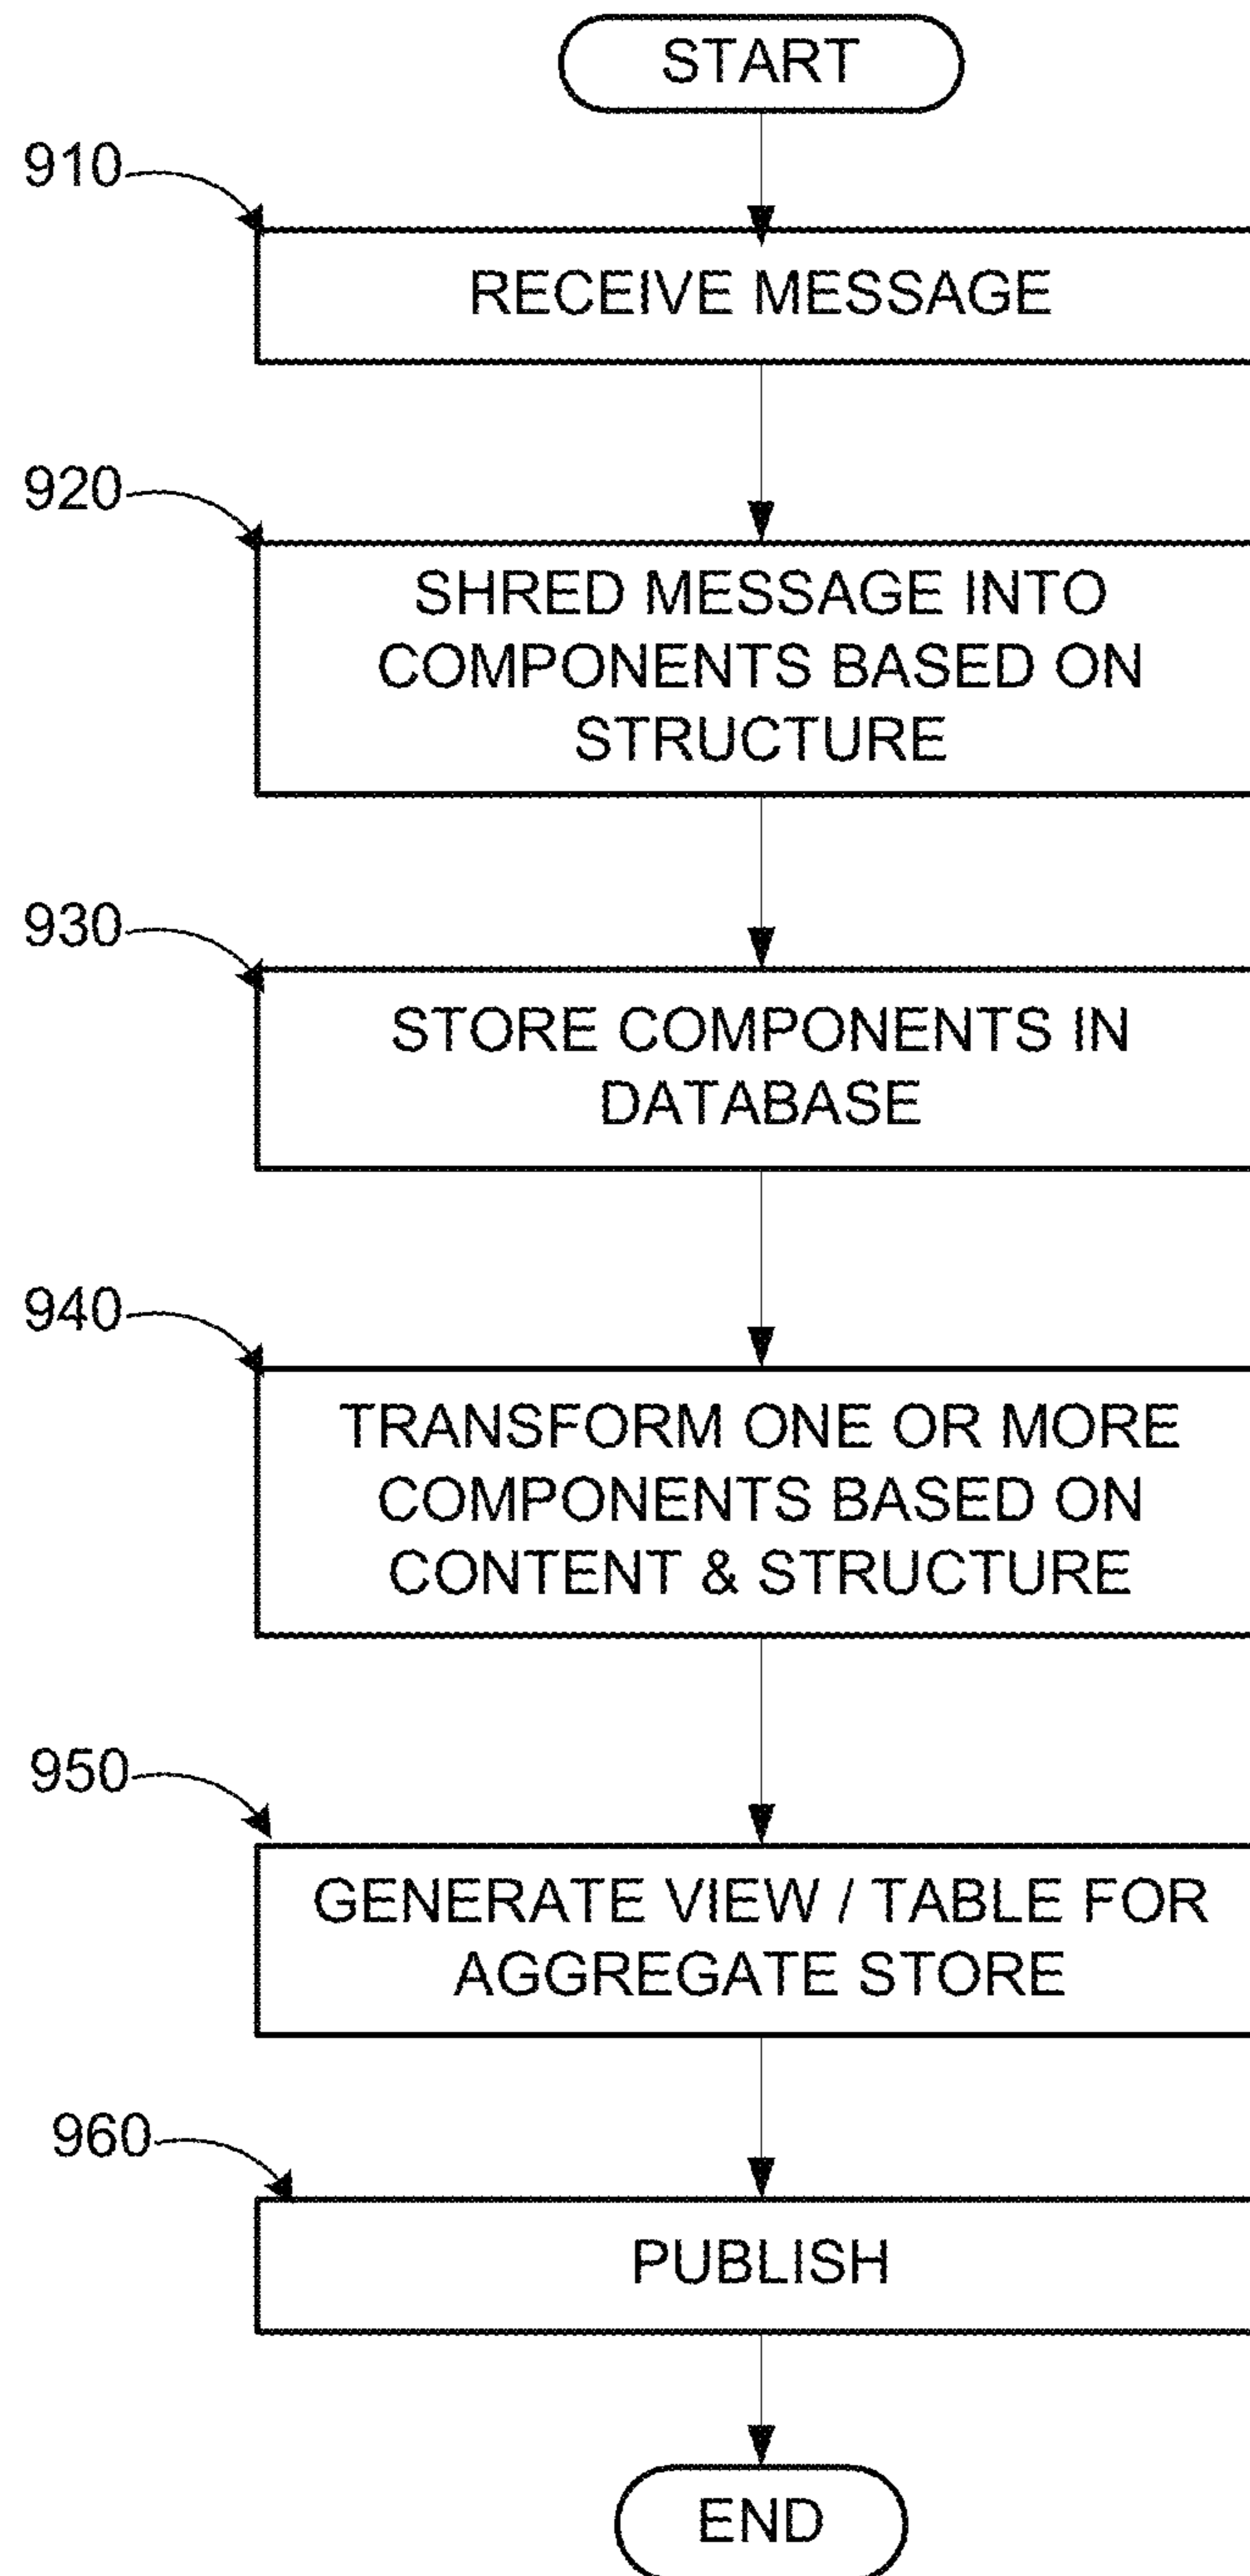 START
910
RECEIVE MESSAGE
920
SHRED MESSAGE INTO
COMPONENTS BASED ON
STRUCTURE
930
STORE COMPONENTS IN
DATABASE
940
TRANSFORM ONE OR MORE
COMPONENTS BASED ON
CONTENT & STRUCTURE
950
GENERATE VIEW / TABLE FOR
AGGREGATE STORE
960
PUBLISH
END